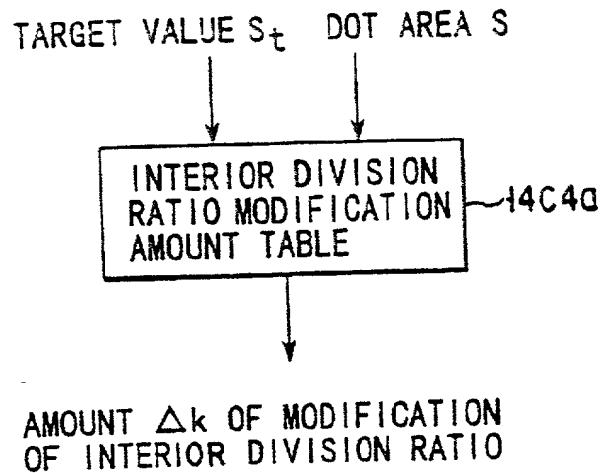 TARGET VALUE St DOT AREA S
INTERIOR DIVISION
RATIO MODIFICATION
AMOUNT TABLE
14C4a
AMOUNT Δk OF MODIFICATION
OF INTERIOR DIVISION RATIO